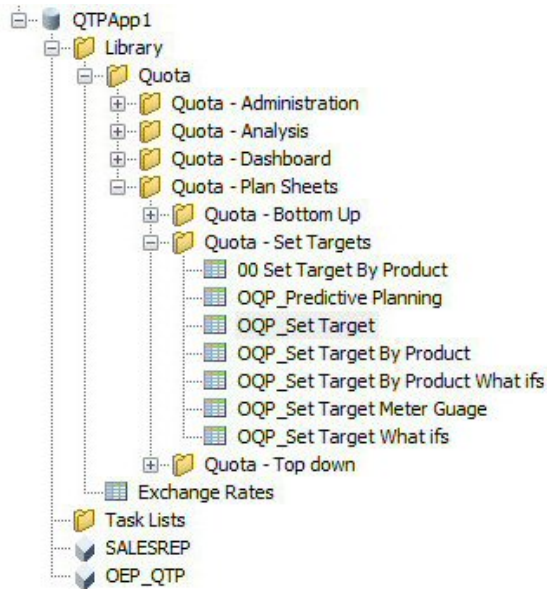 QTPApp1
Library
Quota
Quota - Administration
Quota - Analysis
Quota - Dashboard
Quota - Plan Sheets
Quota - Bottom Up
Quota - Set Targets
00 Set Target By Product
OQP_Predictive Planning
OQP_Set Target
OQP_Set Target By Product
OQP_Set Target By Product What ifs
OQP_Set Target Meter Guage
OQP_Set Target What ifs
Quota - Top down
Exchange Rates
Task Lists
SALESREP
OEP_QTP